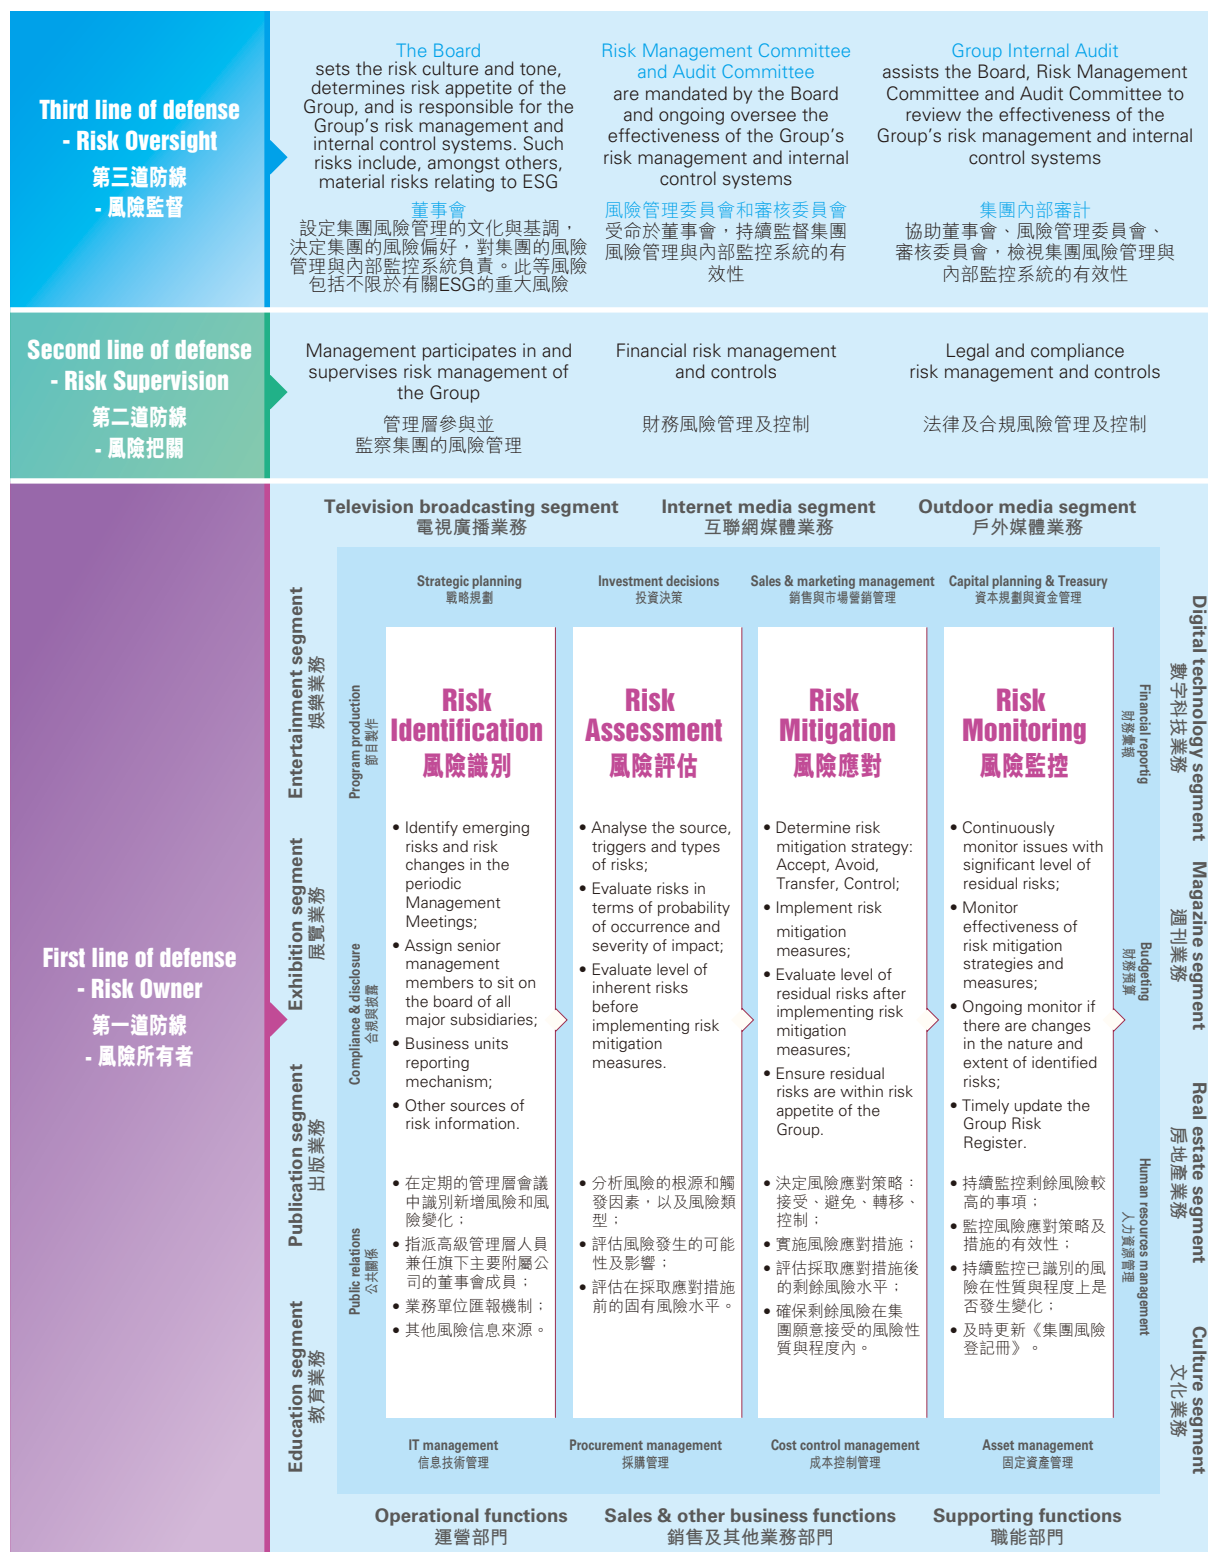 Third line of defense
- Risk Oversight
第三道防線
- 風險監督
The Board
sets the risk culture and tone,
determines risk appetite of the
Group, and is responsible for the
Group's risk management and
internal control systems. Such
risks include, amongst others,
material risks relating to ESG
董事會
設定集團風險管理的文化與基調，
決定集團的風險偏好，對集團的風險
管理與內部監控系統負責。此等風險
包括不限於有關ESG的重大風險
Risk Management Committee
and Audit Committee
are mandated by the Board
and ongoing oversee the
effectiveness of the Group's
risk management and internal
control systems
風險管理委員會和審核委員會
受命於董事會，持續監督集團
風險管理與內部監控系統的有
效性
Group Internal Audit
assists the Board, Risk Management
Committee and Audit Committee to
review the effectiveness of the
Group's risk management and internal
control systems
集團內部審計
協助董事會、風險管理委員會、
審核委員會，檢視集團風險管理與
內部監控系統的有效性
Second line of defense
- Risk Supervision
第二道防線
- 風險把關
Management participates in and
supervises risk management of
the Group
管理層參與並
監察集團的風險管理
Financial risk management
and controls
財務風險管理及控制
Legal and compliance
risk management and controls
法律及合規風險管理及控制
First line of defense
- Risk Owner
第一道防線
- 風險所有者
Television broadcasting segment
電視廣播業務
Internet media segment
互聯網媒體業務
Outdoor media segment
戶外媒體業務
Entertainment segment
娛樂業務
Exhibition segment
展覽業務
Publication segment
出版業務
Education segment
教育業務
Strategic planning
戰略規劃
Investment decisions
投資決策
Sales & marketing management
銷售與市場營銷管理
Capital planning & Treasury
資本規劃與資金管理
Program production
節目製作
Compliance & disclosure
合規與披露
Public relations
公共關係
Risk
Identification
風險識別
• Identify emerging
risks and risk
changes in the
periodic
Management
Meetings;
• Assign senior
management
members to sit on
the board of all
major subsidiaries;
• Business units
reporting
mechanism;
• Other sources of
risk information.
• 在定期的管理層會議
中識別新增風險和風
險變化；
• 指派高級管理層人員
兼任旗下主要附屬公
司的董事會成員；
• 業務單位匯報機制；
• 其他風險信息來源。
Risk
Assessment
風險評估
• Analyse the source,
triggers and types
of risks;
• Evaluate risks in
terms of probability
of occurrence and
severity of impact;
• Evaluate level of
inherent risks
before
implementing risk
mitigation
measures.
• 分析風險的根源和觸
發因素，以及風險類
型；
• 評估風險發生的可能
性及影響；
• 評估在採取應對措施
前的固有風險水平。
Risk
Mitigation
風險應對
• Determine risk
mitigation strategy:
Accept, Avoid,
Transfer, Control;
• Implement risk
mitigation
measures;
• Evaluate level of
residual risks after
implementing risk
mitigation
measures;
• Ensure residual
risks are within risk
appetite of the
Group.
• 決定風險應對策略：
接受、避免、轉移、
控制；
• 實施風險應對措施；
• 評估採取應對措施後
的剩餘風險水平；
• 確保剩餘風險在集
團願意接受的風險性
質與程度內。
Risk
Monitoring
風險監控
• Continuously
monitor issues with
significant level of
residual risks;
• Monitor
effectiveness of
risk mitigation
strategies and
measures;
• Ongoing monitor if
there are changes
in the nature and
extent of identified
risks;
• Timely update the
Group Risk
Register.
• 持續監控剩餘風險較
高的事項；
• 監控風險應對策略及
措施的有效性；
• 持續監控已識別的風
險在性質與程度上是
否發生變化；
• 及時更新《集團風險
登記冊》。
Financial reportig
財務彙報
Budgeting
財務預算
Human resources management
人力資源管理
Digital technology segment
數字科技業務
Magazine segment
週刊業務
Real estate segment
房地產業務
Culture segment
文化業務
IT management
信息技術管理
Procurement management
採購管理
Cost control management
成本控制管理
Asset management
固定資產管理
Operational functions
運營部門
Sales & other business functions
銷售及其他業務部門
Supporting functions
職能部門